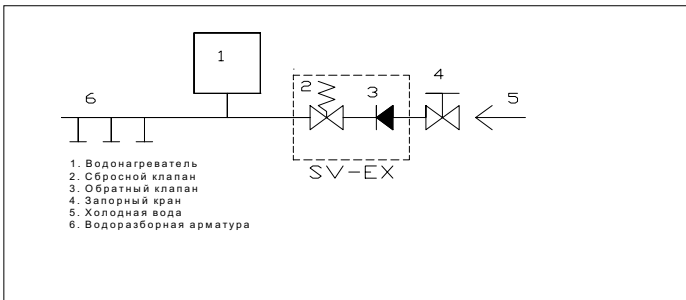 1
2
3
4
5
6
SV-EX
1. Водонагреватель
2. Сбросной клапан
3. Обратный клапан
4. Запорный кран
5. Холодная вода
6. Водоразборная арматура